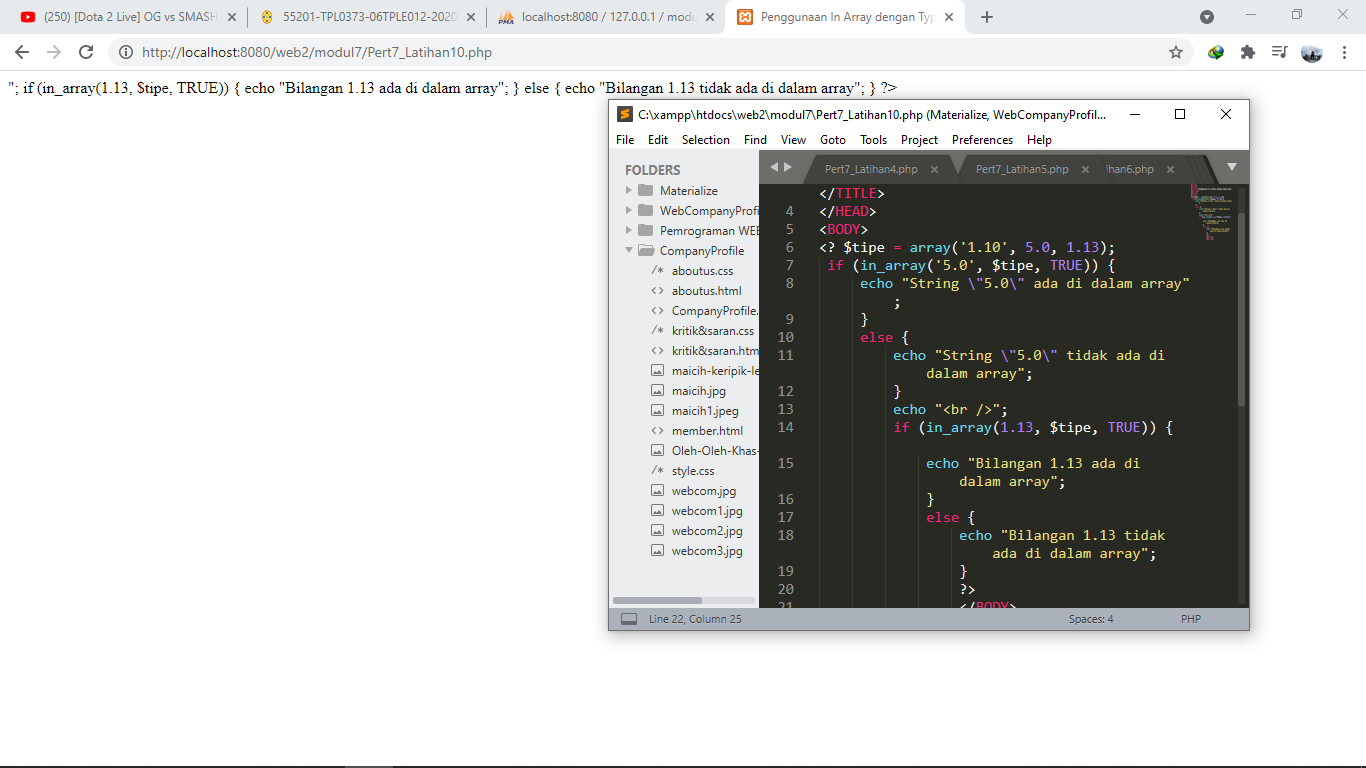 (250) [Dota 2 Live] OG vs SMASH
55201-TPL0373-06TPLE012-2020
localhost:8080 / 127.0.0.1 / modu
Penggunaan In Array dengan Typ
http://localhost:8080/web2/modul7/Pert7_Latihan10.php
"; if (in_array(1.13, $tipe, TRUE)) { echo "Bilangan 1.13 ada di dalam array"; } else { echo "Bilangan 1.13 tidak ada di dalam array"; } ?>
C:\xampp\htdocs\web2\modul7\Pert7_Latihan10.php (Materialize, WebCompanyProfil...
File Edit Selection Find View Goto Tools Project Preferences Help
FOLDERS
Materialize
WebCompanyProfi
Pemrograman WEB
CompanyProfile
/* aboutus.css
<> aboutus.html
<> CompanyProfile.
/* kritik&saran.css
<> kritik&saran.htm
maicih-keripik-le
maicih.jpg
maicih1.jpeg
<> member.html
Oleh-Oleh-Khas-
/* style.css
webcom.jpg
webcom1.jpg
webcom2.jpg
webcom3.jpg
Pert7_Latihan4.php
Pert7_Latihan5.php
ihan6.php
</TITLE>
4 </HEAD>
5 <BODY>
6 <? $tipe = array('1.10', 5.0, 1.13);
7 if (in_array('5.0', $tipe, TRUE)) {
8 echo "String \"5.0\" ada di dalam array"
;
9 }
10 else {
11 echo "String \"5.0\" tidak ada di
dalam array";
12 }
13 echo "<br />";
14 if (in_array(1.13, $tipe, TRUE)) {
15 echo "Bilangan 1.13 ada di
dalam array";
16 }
17 else {
18 echo "Bilangan 1.13 tidak
ada di dalam array";
19 }
20 ?>
21 </BODY>
Line 22, Column 25
Spaces: 4
PHP